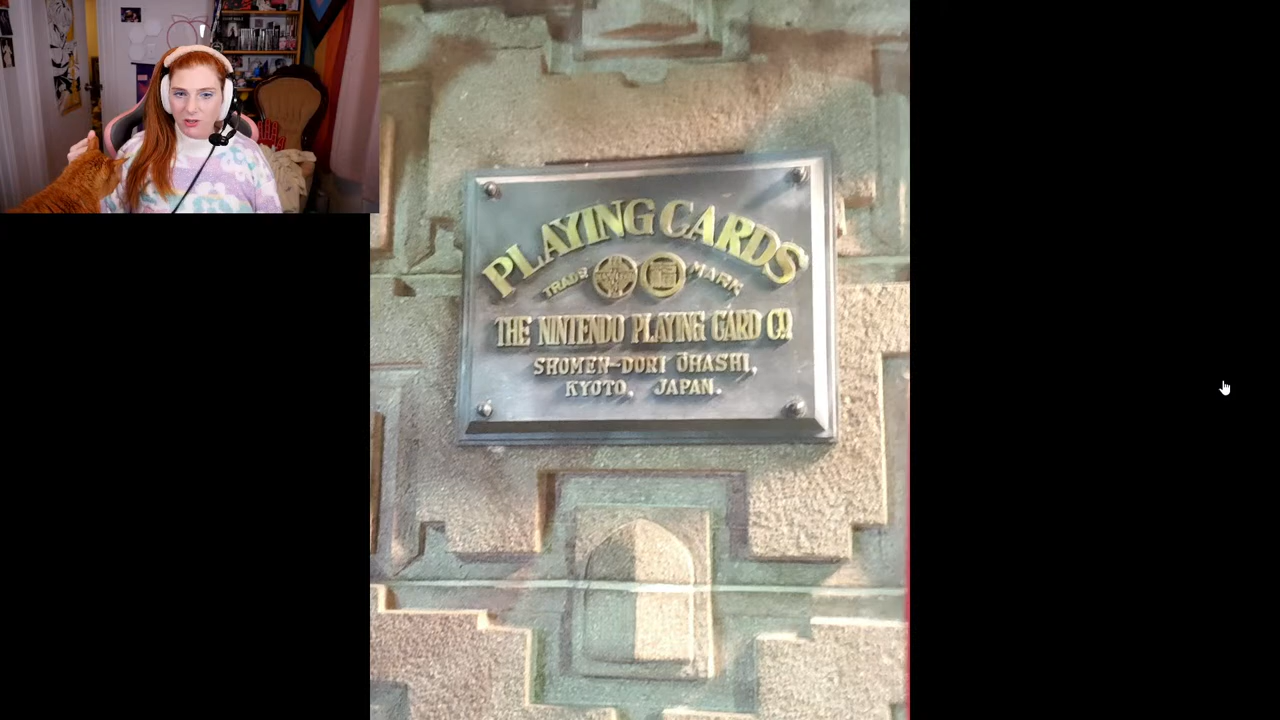 PLAYING CARDS
TRADE MARK
THE NINTENDO PLAYING CARD CO.
SHOMEN-DORI OHASHI,
KYOTO, JAPAN.